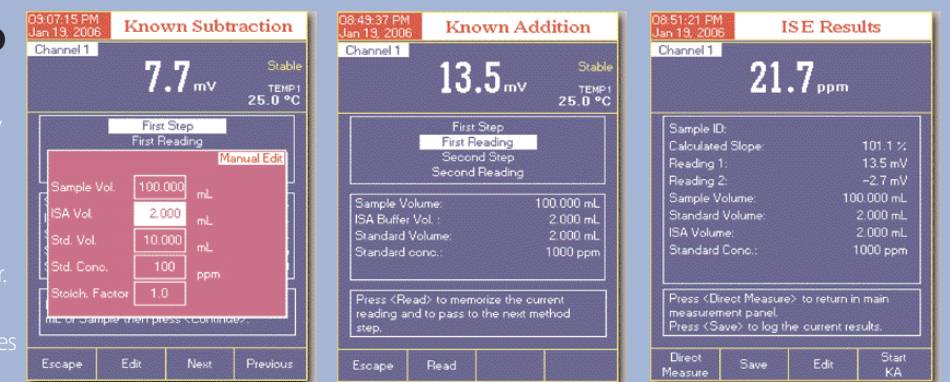 09:07:15 PM
Jan 19, 2006
Known Subtraction
Channel 1
7.7 mV
Stable
TEMP1
25.0 °C
First Step
First Reading
Manual Edit
Sample Vol. 100.000 mL
ISA Vol. 2.000 mL
Std. Vol. 10.000 mL
Std. Conc. 100 ppm
Stoich. Factor 1.0
mL of Sample then press <Continue>.
Escape Edit Next Previous
08:49:37 PM
Jan 19, 2006
Known Addition
Channel 1
13.5 mV
Stable
TEMP1
25.0 °C
First Step
First Reading
Second Step
Second Reading
Sample Volume: 100.000 mL
ISA Buffer Vol. : 2.000 mL
Standard Volume: 2.000 mL
Standard conc.: 1000 ppm
Press <Read> to memorize the current
reading and to pass to the next method
step.
Escape Read
08:51:21 PM
Jan 19, 2006
ISE Results
Channel 1
21.7 ppm
Sample ID:
Calculated Slope: 101.1 %
Reading 1: 13.5 mV
Reading 2: -2.7 mV
Sample Volume: 100.000 mL
Standard Volume: 2.000 mL
ISA Volume: 2.000 mL
Standard Conc.: 1000 ppm
Press <Direct Measure> to return in main
measurement panel.
Press <Save> to log the current results.
Direct Measure Save Edit Start KA